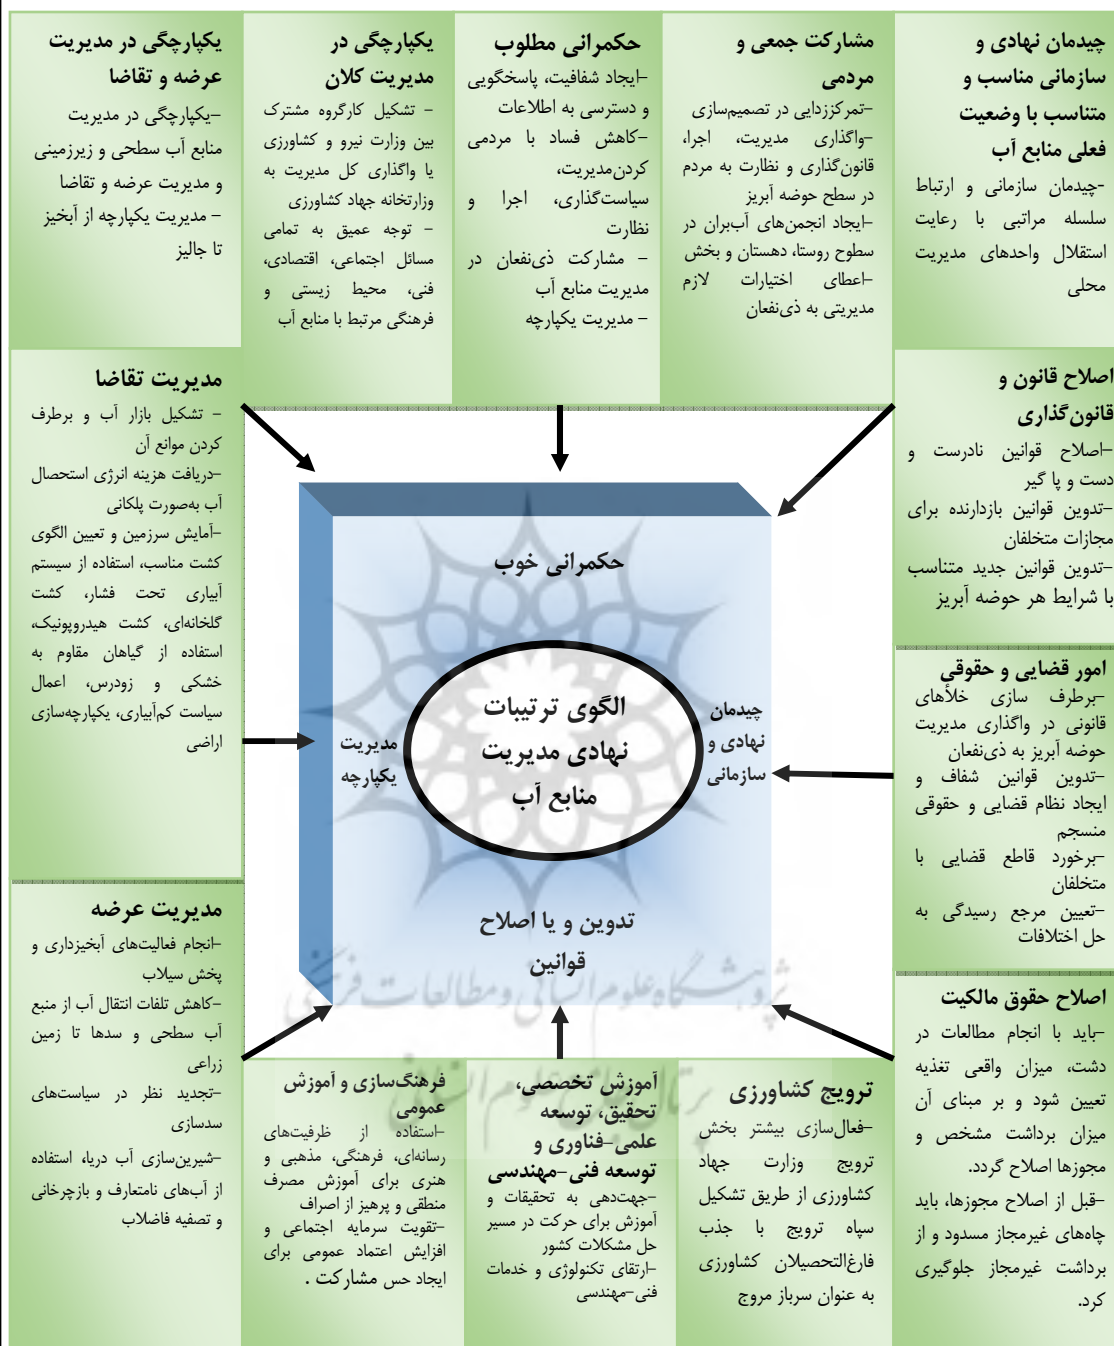 چیدمان نهادی و
سازمانی مناسب و
متناسب با وضعیت
فعلی منابع آب
-چیدمان سازمانی و ارتباط
سلسله مراتبی با رعایت
استقلال واحدهای مدیریت
محلی
مشارکت جمعی و
مردمی
-تمرکززدایی در تصمیم‌سازی
-واگذاری مدیریت، اجرا،
قانون‌گذاری و نظارت به مردم
در سطح حوضه آبریز
-ایجاد انجمن‌های آب‌بران در
سطوح روستا، دهستان و بخش
-اعطای اختیارات لازم
مدیریتی به ذی‌نفعان
حکمرانی مطلوب
-ایجاد شفافیت، پاسخگویی
و دسترسی به اطلاعات
-کاهش فساد با مردمی
کردن‌مدیریت،
سیاست‌گذاری، اجرا و
نظارت
- مشارکت ذی‌نفعان در
مدیریت منابع آب
- مدیریت یکپارچه
یکپارچگی در
مدیریت کلان
- تشکیل کارگروه مشترک
بین وزارت نیرو و کشاورزی
یا واگذاری کل مدیریت به
وزارتخانه جهاد کشاورزی
- توجه عمیق به تمامی
مسائل اجتماعی، اقتصادی،
فنی، محیط زیستی و
فرهنگی مرتبط با منابع آب
یکپارچگی در مدیریت
عرضه و تقاضا
-یکپارچگی در مدیریت
منابع آب سطحی و زیرزمینی
و مدیریت عرضه و تقاضا
- مدیریت یکپارچه از آبخیز
تا جالیز
اصلاح قانون و
قانون‌گذاری
-اصلاح قوانین نادرست و
دست و پا گیر
-تدوین قوانین بازدارنده برای
مجازات متخلفان
-تدوین قوانین جدید متناسب
با شرایط هر حوضه آبریز
امور قضایی و حقوقی
-برطرف سازی خلأهای
قانونی در واگذاری مدیریت
حوضه آبریز به ذی‌نفعان
-تدوین قوانین شفاف و
ایجاد نظام قضایی و حقوقی
منسجم
-برخورد قاطع قضایی با
متخلفان
-تعیین مرجع رسیدگی به
حل اختلافات
اصلاح حقوق مالکیت
-باید با انجام مطالعات در
دشت، میزان واقعی تغذیه
تعیین شود و بر مبنای آن
میزان برداشت مشخص و
مجوزها اصلاح گردد.
-قبل از اصلاح مجوزها، باید
چاه‌های غیرمجاز مسدود و از
برداشت غیرمجاز جلوگیری
کرد.
حکمرانی خوب
چیدمان
نهادی و
سازمانی
الگوی ترتیبات
نهادی مدیریت
منابع آب
مدیریت
یکپارچه
تدوین و یا اصلاح
قوانین
پژوهشگاه علوم انسانی و مطالعات فرهنگی
پرتال جامع علوم انسانی
مدیریت تقاضا
- تشکیل بازار آب و برطرف
کردن موانع آن
-دریافت هزینه انرژی استحصال
آب به‌صورت پلکانی
-آمایش سرزمین و تعیین الگوی
کشت مناسب، استفاده از سیستم
آبیاری تحت فشار، کشت
گلخانه‌ای، کشت هیدروپونیک،
استفاده از گیاهان مقاوم به
خشکی و زودرس، اعمال
سیاست کم‌آبیاری، یکپارچه‌سازی
اراضی
مدیریت عرضه
-انجام فعالیت‌های آبخیزداری و
پخش سیلاب
-کاهش تلفات انتقال آب از منبع
آب سطحی و سدها تا زمین
زراعی
-تجدید نظر در سیاست‌های
سدسازی
-شیرین‌سازی آب دریا، استفاده
از آب‌های نامتعارف و بازچرخانی
و تصفیه فاضلاب
ترویج کشاورزی
-فعال‌سازی بیشتر بخش
ترویج وزارت جهاد
کشاورزی از طریق تشکیل
سپاه ترویج با جذب
فارغ‌التحصیلان کشاورزی
به عنوان سرباز مروج
آموزش تخصصی،
تحقیق، توسعه
علمی-فناوری و
توسعه فنی-مهندسی
-جهت‌دهی به تحقیقات و
آموزش برای حرکت در مسیر
حل مشکلات کشور
-ارتقای تکنولوژی و خدمات
فنی-مهندسی
فرهنگ‌سازی و آموزش
عمومی
-استفاده از ظرفیت‌های
رسانه‌ای، فرهنگی، مذهبی و
هنری برای آموزش مصرف
منطقی و پرهیز از اصراف
-تقویت سرمایه اجتماعی و
افزایش اعتماد عمومی برای
ایجاد حس مشارکت .